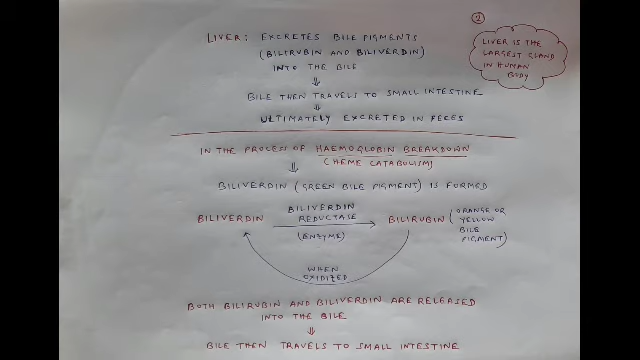 2
LIVER: EXCRETES BILE PIGMENTS
(BILIRUBIN AND BILIVERDIN)
INTO THE BILE
⇓
BILE THEN TRAVELS TO SMALL INTESTINE
⇓
ULTIMATELY EXCRETED IN FECES
LIVER IS THE
LARGEST GLAND
IN HUMAN
BODY
IN THE PROCESS OF HAEMOGLOBIN BREAKDOWN
(HEME CATABOLISM)
⇓
BILIVERDIN (GREEN BILE PIGMENT) IS FORMED
BILIVERDIN
BILIVERDIN
REDUCTASE
(ENZYME)
BILIRUBIN
(ORANGE OR
YELLOW
BILE
PIGMENT)
WHEN
OXIDIZED
BOTH BILIRUBIN AND BILIVERDIN ARE RELEASED
INTO THE BILE
⇓
BILE THEN TRAVELS TO SMALL INTESTINE